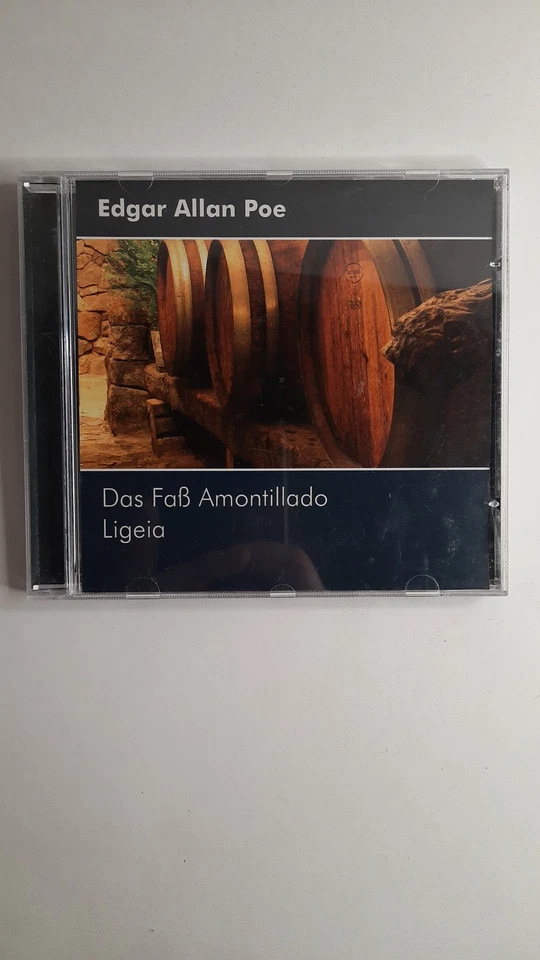 Edgar Allan Poe
Das Faß Amontillado
Ligeia